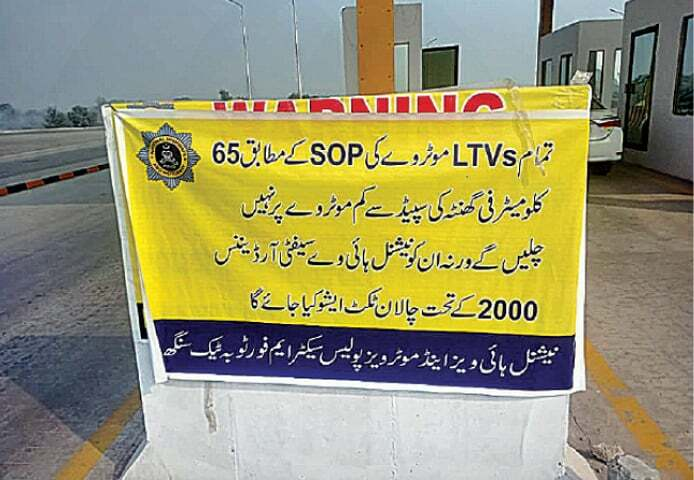 WARNING
تمام LTVs موٹروے کی SOP کے مطابق 65
کلومیٹر فی گھنٹہ کی سپیڈ سے کم موٹروے پر نہیں
چلیں گے ورنہ ان کو نیشنل ہائی وے سیفٹی آرڈیننس
2000 کے تحت چالان ٹکٹ ایشو کیا جائے گا
نیشنل ہائی ویز اینڈ موٹرویز پولیس سیکٹر ایم فور ٹوبہ ٹیک سنگھ